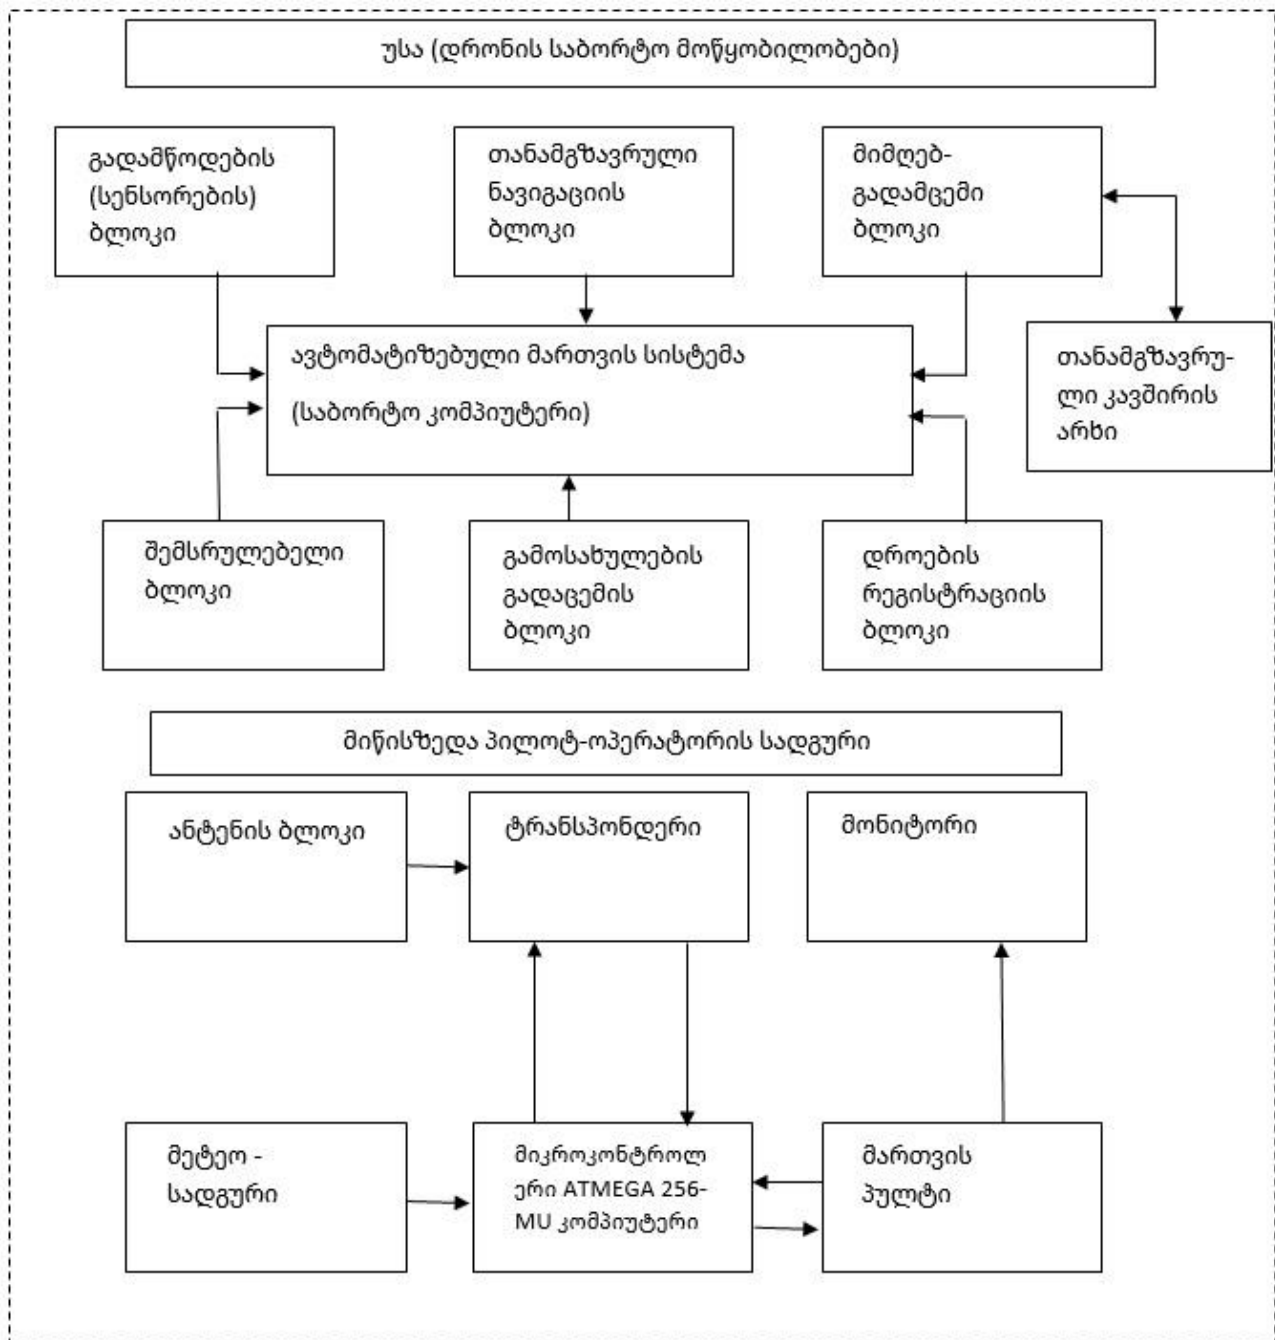 უსა (დრონის საბორტო მოწყობილობები)
გადამწოდების
(სენსორების)
ბლოკი
თანამგზავრული
ნავიგაციის
ბლოკი
მიმღებ-
გადამცემი
ბლოკი
ავტომატიზებული მართვის სისტემა
(საბორტო კომპიუტერი)
თანამგზავრუ-
ლი კავშირის
არხი
შემსრულებელი
ბლოკი
გამოსახულების
გადაცემის
ბლოკი
დროების
რეგისტრაციის
ბლოკი
მიწისზედა პილოტ-ოპერატორის სადგური
ანტენის ბლოკი
ტრანსპონდერი
მონიტორი
მეტეო -
სადგური
მიკროკონტროლ
ერი ATMEGA 256-
MU კომპიუტერი
მართვის
პულტი